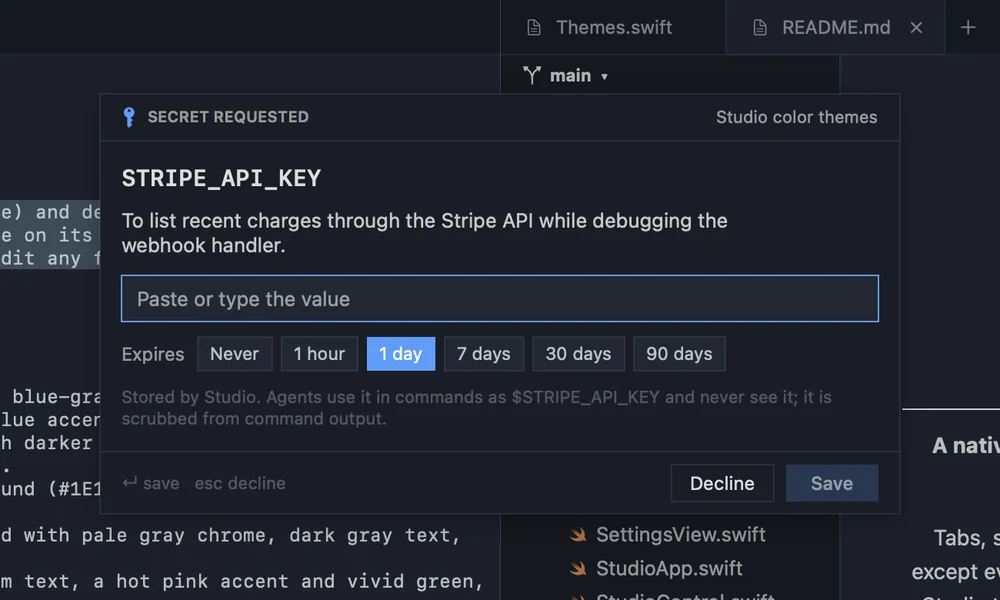 Themes.swift
README.md
main
SECRET REQUESTED
Studio color themes
STRIPE_API_KEY
To list recent charges through the Stripe API while debugging the
webhook handler.
Paste or type the value
Expires Never 1 hour 1 day 7 days 30 days 90 days
Stored by Studio. Agents use it in commands as $STRIPE_API_KEY and never see it; it is
scrubbed from command output.
↵ save esc decline
Decline
Save
e) and de
e on its
dit any f
blue-gra
lue accen
h darker
.
und (#1E1
d with pale gray chrome, dark gray text,
m text, a hot pink accent and vivid green,
SettingsView.swift
StudioApp.swift
StudioControl.swift
A nativ
Tabs, s
except ev